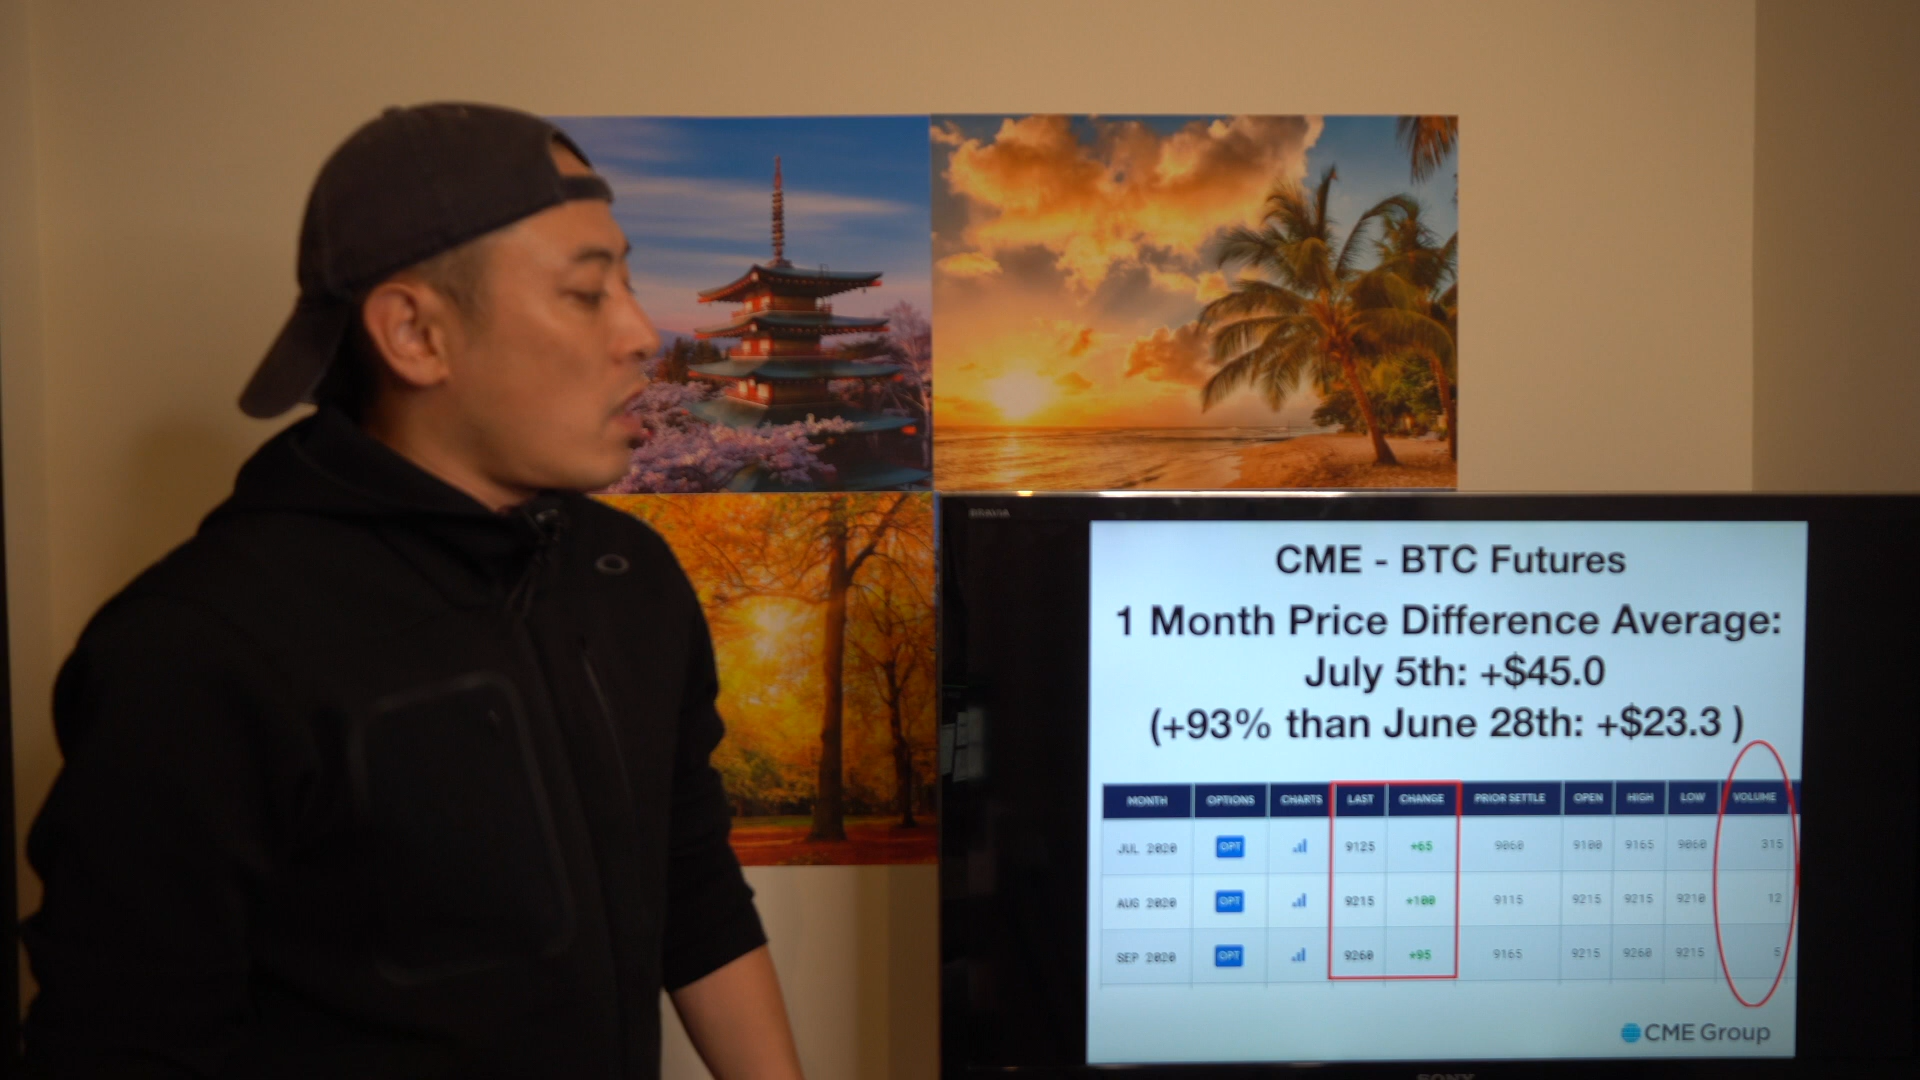 BRAVIA
CME - BTC Futures
1 Month Price Difference Average:
July 5th: +$45.0
(+93% than June 28th: +$23.3 )
MONTH OPTIONS CHARTS LAST CHANGE PRIOR SETTLE OPEN HIGH LOW VOLUME
JUL 2020 OPT 9125 +65 9060 9100 9165 9060 315
AUG 2020 OPT 9215 +100 9115 9215 9215 9210 12
SEP 2020 OPT 9260 +95 9165 9215 9260 9215 5
CME Group
SONY